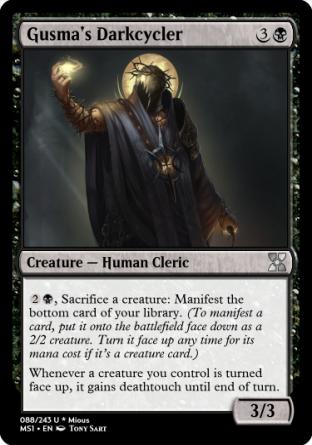 Gusma's Darkcycler 3
Creature — Human Cleric
2 , Sacrifice a creature: Manifest the
bottom card of your library. (To manifest a
card, put it onto the battlefield face down as a
2/2 creature. Turn it face up any time for its
mana cost if it's a creature card.)
Whenever a creature you control is turned
face up, it gains deathtouch until end of turn.
3/3
088/243 U * Mious
MS1 • EN TONY SART